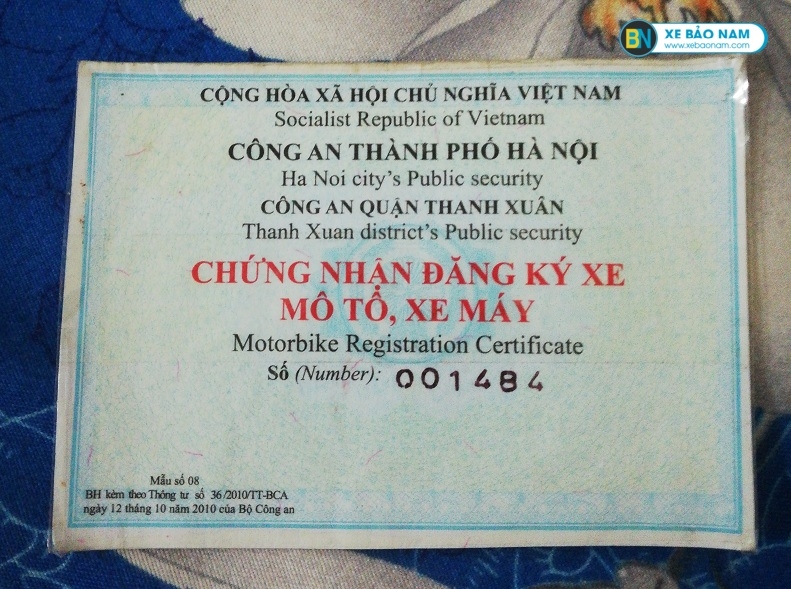 BN XE BẢO NAM
www.xebaonam.com
CỘNG HÒA XÃ HỘI CHỦ NGHĨA VIỆT NAM
Socialist Republic of Vietnam
CÔNG AN THÀNH PHỐ HÀ NỘI
Ha Noi city's Public security
CÔNG AN QUẬN THANH XUÂN
Thanh Xuan district's Public security
CHỨNG NHẬN ĐĂNG KÝ XE
MÔ TÔ, XE MÁY
Motorbike Registration Certificate
Số (Number): 001484
Mẫu số 08
BH kèm theo Thông tư số 36/2010/TT-BCA
ngày 12 tháng 10 năm 2010 của Bộ Công an